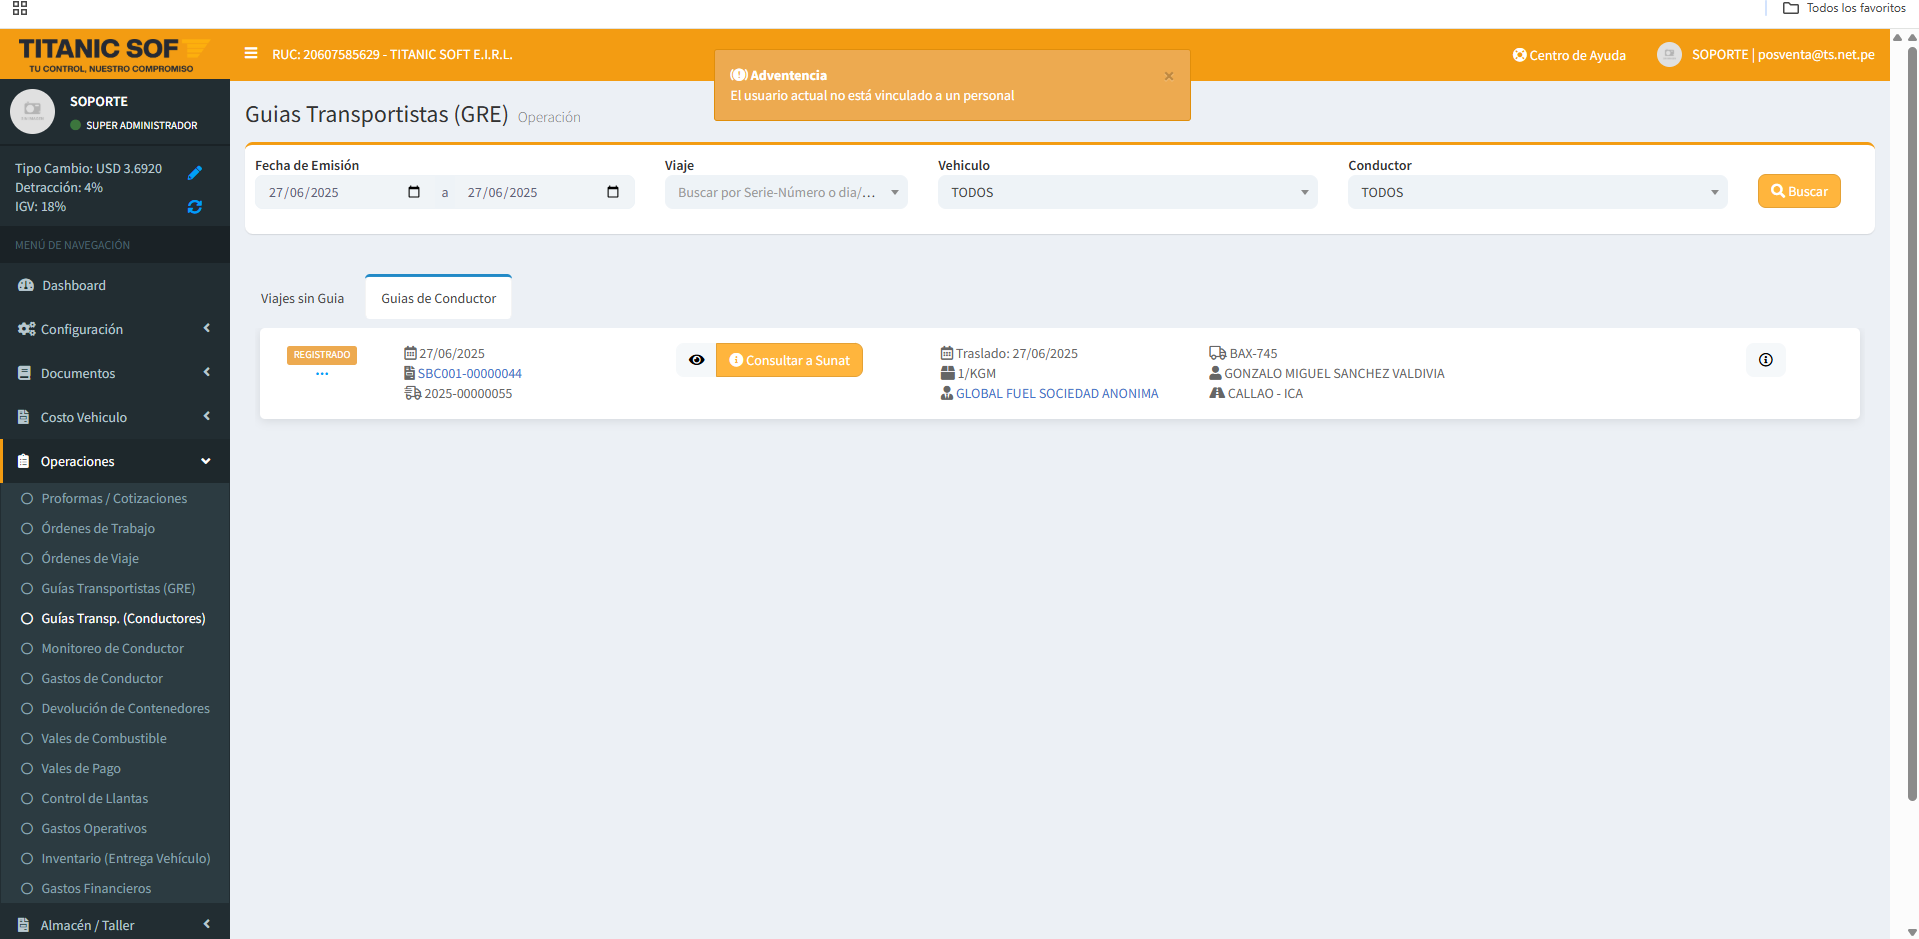 Todos los favoritos
TITANIC SOF
TU CONTROL, NUESTRO COMPROMISO
RUC: 20607585629 - TITANIC SOFT E.I.R.L.
Adventencia
El usuario actual no está vinculado a un personal
×
Centro de Ayuda
SOPORTE | posventa@ts.net.pe
SOPORTE
SUPER ADMINISTRADOR
Tipo Cambio: USD 3.6920
Detracción: 4%
IGV: 18%
MENÚ DE NAVEGACIÓN
Dashboard
Configuración
Documentos
Costo Vehiculo
Operaciones
Proformas / Cotizaciones
Órdenes de Trabajo
Órdenes de Viaje
Guías Transportistas (GRE)
Guías Transp. (Conductores)
Monitoreo de Conductor
Gastos de Conductor
Devolución de Contenedores
Vales de Combustible
Vales de Pago
Control de Llantas
Gastos Operativos
Inventario (Entrega Vehículo)
Gastos Financieros
Almacén / Taller
Guias Transportistas (GRE) Operación
Fecha de Emisión
27/06/2025 a 27/06/2025
Viaje
Buscar por Serie-Número o dia/...
Vehiculo
TODOS
Conductor
TODOS
Buscar
Viajes sin Guia
Guias de Conductor
REGISTRADO
...
27/06/2025
SBC001-00000044
2025-00000055
Consultar a Sunat
Traslado: 27/06/2025
1/KGM
GLOBAL FUEL SOCIEDAD ANONIMA
BAX-745
GONZALO MIGUEL SANCHEZ VALDIVIA
CALLAO - ICA